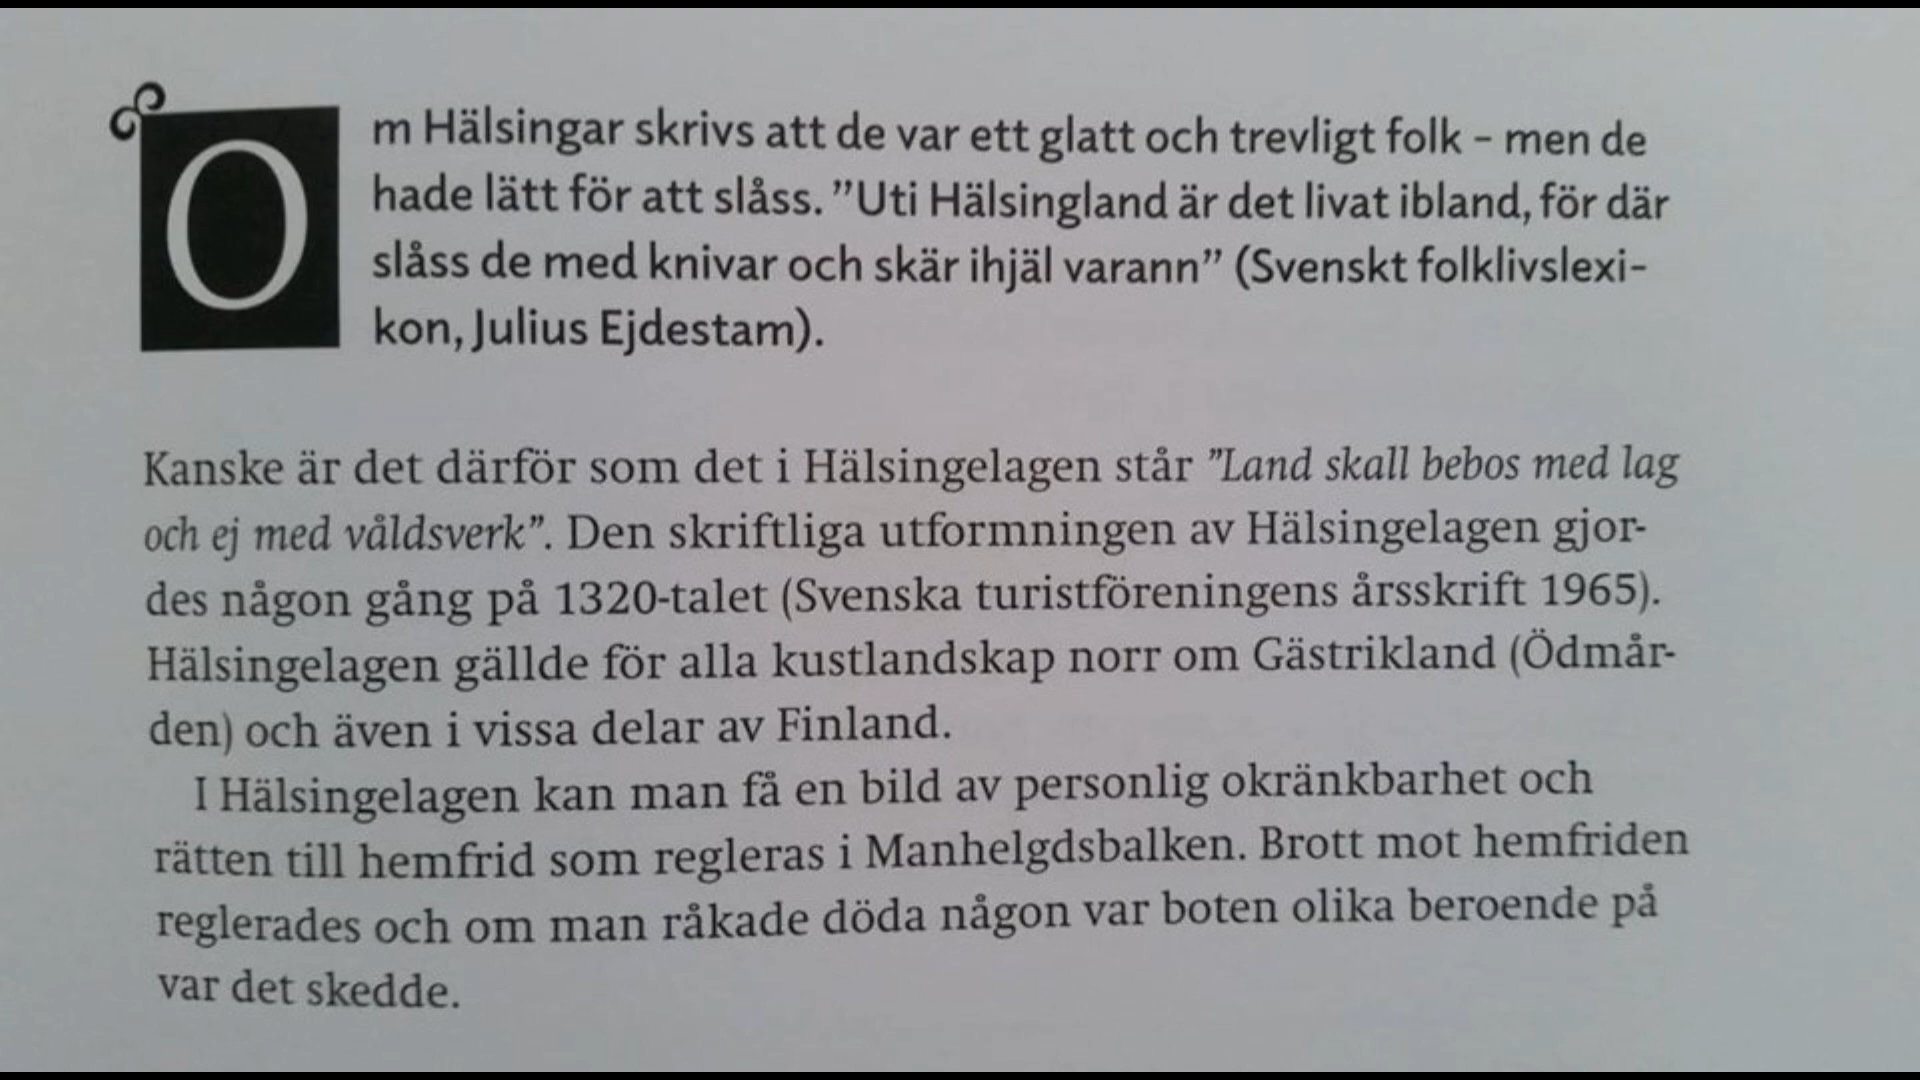 Om Hälsingar skrivs att de var ett glatt och trevligt folk – men de
hade lätt för att slåss. ”Uti Hälsingland är det livat ibland, för där
slåss de med knivar och skär ihjäl varann” (Svenskt folklivslexi-
kon, Julius Ejdestam).
Kanske är det därför som det i Hälsingelagen står ”Land skall bebos med lag
och ej med våldsverk”. Den skriftliga utformningen av Hälsingelagen gjor-
des någon gång på 1320-talet (Svenska turistföreningens årsskrift 1965).
Hälsingelagen gällde för alla kustlandskap norr om Gästrikland (Ödmår-
den) och även i vissa delar av Finland.
I Hälsingelagen kan man få en bild av personlig okränkbarhet och
rätten till hemfrid som regleras i Manhelgdsbalken. Brott mot hemfriden
reglerades och om man råkade döda någon var boten olika beroende på
var det skedde.